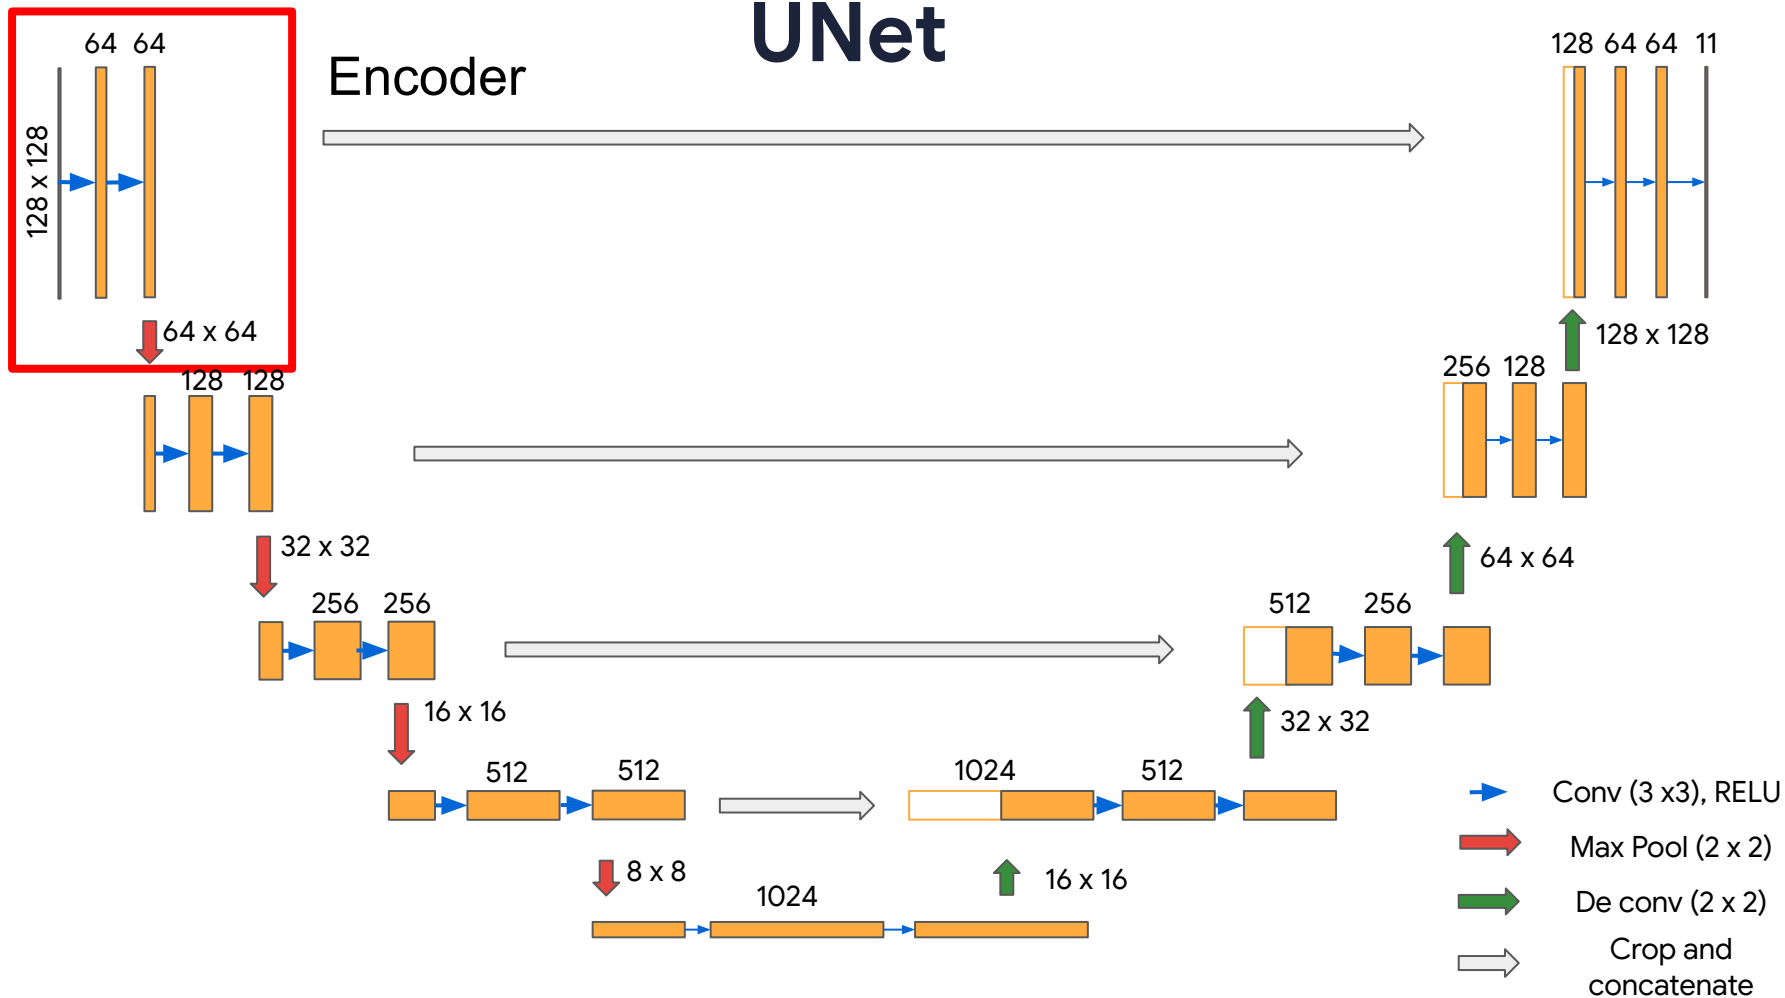 UNet
Encoder
64 64
128 x 128
64 x 64
128 128
32 x 32
256 256
16 x 16
512 512
8 x 8
1024
16 x 16
1024 512
32 x 32
512 256
64 x 64
256 128
128 x 128
128 64 64 11
Conv (3 x3), RELU
Max Pool (2 x 2)
De conv (2 x 2)
Crop and
concatenate